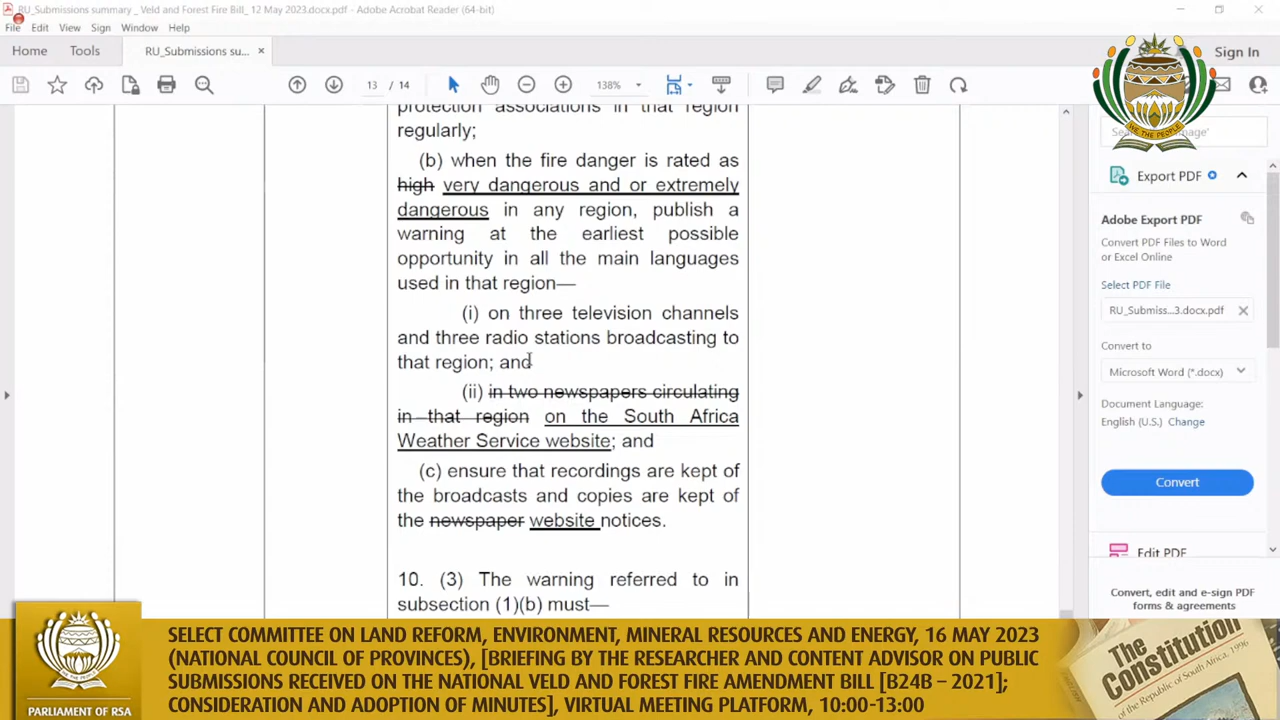 RU_Submissions summary _ Veld and Forest Fire Bill_ 12 May 2023.docx.pdf - Adobe Acrobat Reader (64-bit)
File Edit View Sign Window Help
Home Tools RU_Submissions su... × Sign In
13 / 14 138%
protection associations in that region
regularly;
(b) when the fire danger is rated as
high very dangerous and or extremely
dangerous in any region, publish a
warning at the earliest possible
opportunity in all the main languages
used in that region—
(i) on three television channels
and three radio stations broadcasting to
that region; and
(ii) in two newspapers circulating
in that region on the South Africa
Weather Service website; and
(c) ensure that recordings are kept of
the broadcasts and copies are kept of
the newspaper website notices.
10. (3) The warning referred to in
subsection (1)(b) must—
WE THE PEOPLE
Export PDF
Adobe Export PDF
Convert PDF Files to Word
or Excel Online
Select PDF File
RU_Submiss...3.docx.pdf
Convert to
Microsoft Word (*.docx)
Document Language:
English (U.S.) Change
Convert
Edit PDF
Convert, edit and e-sign PDF
forms & agreements
PARLIAMENT OF RSA
SELECT COMMITTEE ON LAND REFORM, ENVIRONMENT, MINERAL RESOURCES AND ENERGY, 16 MAY 2023
(NATIONAL COUNCIL OF PROVINCES), [BRIEFING BY THE RESEARCHER AND CONTENT ADVISOR ON PUBLIC
SUBMISSIONS RECEIVED ON THE NATIONAL VELD AND FOREST FIRE AMENDMENT BILL [B24B – 2021];
CONSIDERATION AND ADOPTION OF MINUTES], VIRTUAL MEETING PLATFORM, 10:00-13:00
The
Constitution
of the Republic of South Africa, 1996